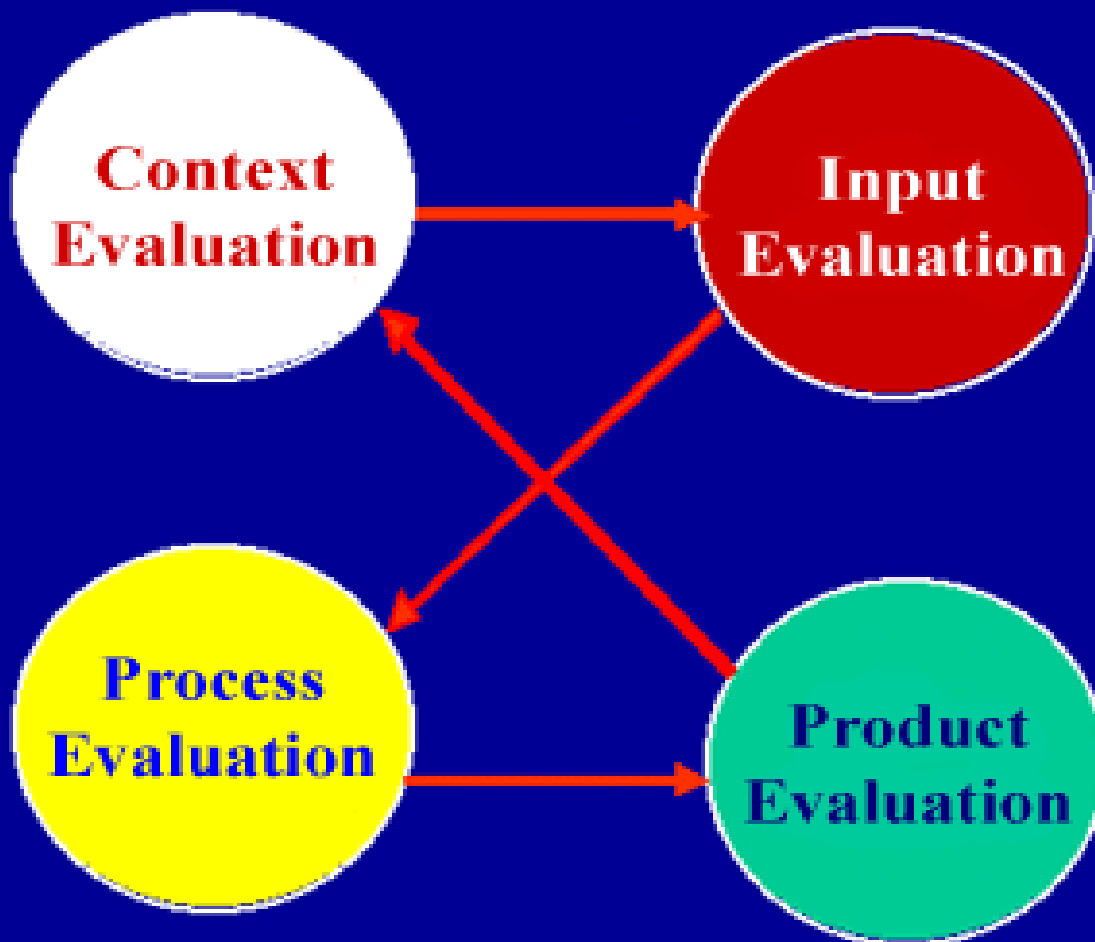 Context
Evaluation
Input
Evaluation
Process
Evaluation
Product
Evaluation